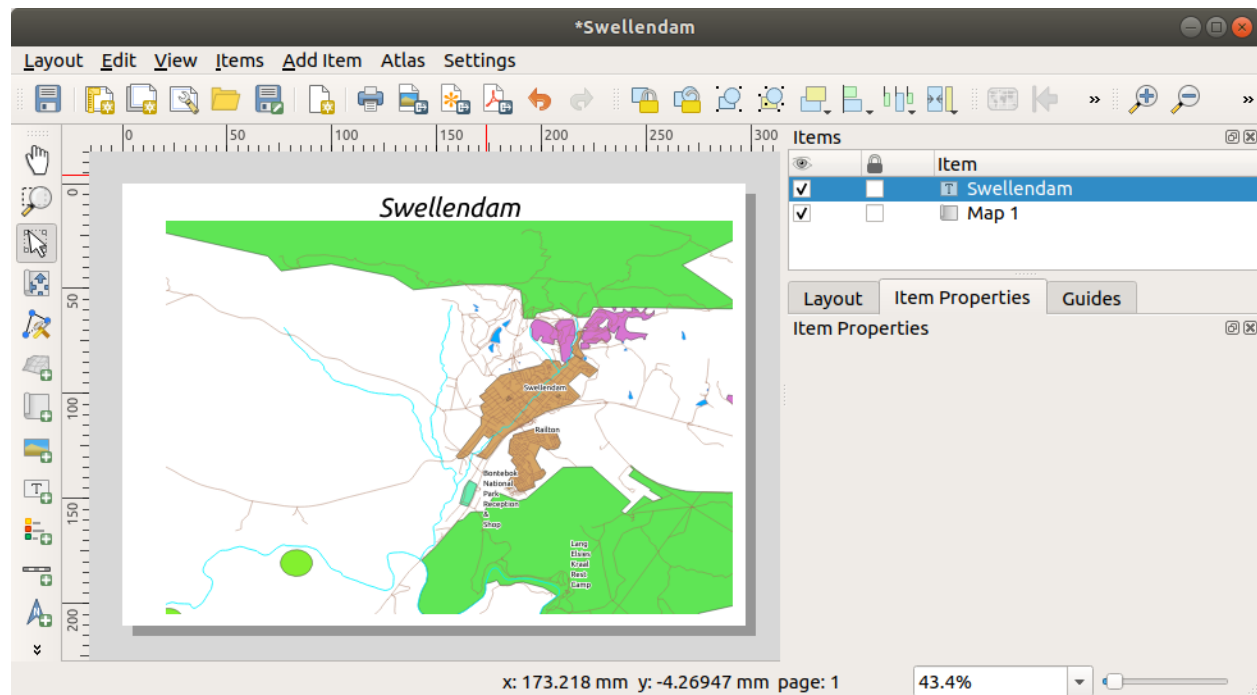 *Swellendam
Layout Edit View Items Add Item Atlas Settings
» »
0 50 100 150 200 250 300
0
50
100
150
200
Swellendam
Swellendam
Railton
Bontebok
National
Park
Reception
&
Shop
Lang
Elsies
Kraal
Rest
Camp
Items
Item
T Swellendam
Map 1
Layout Item Properties Guides
Item Properties
x: 173.218 mm y: -4.26947 mm page: 1 43.4%